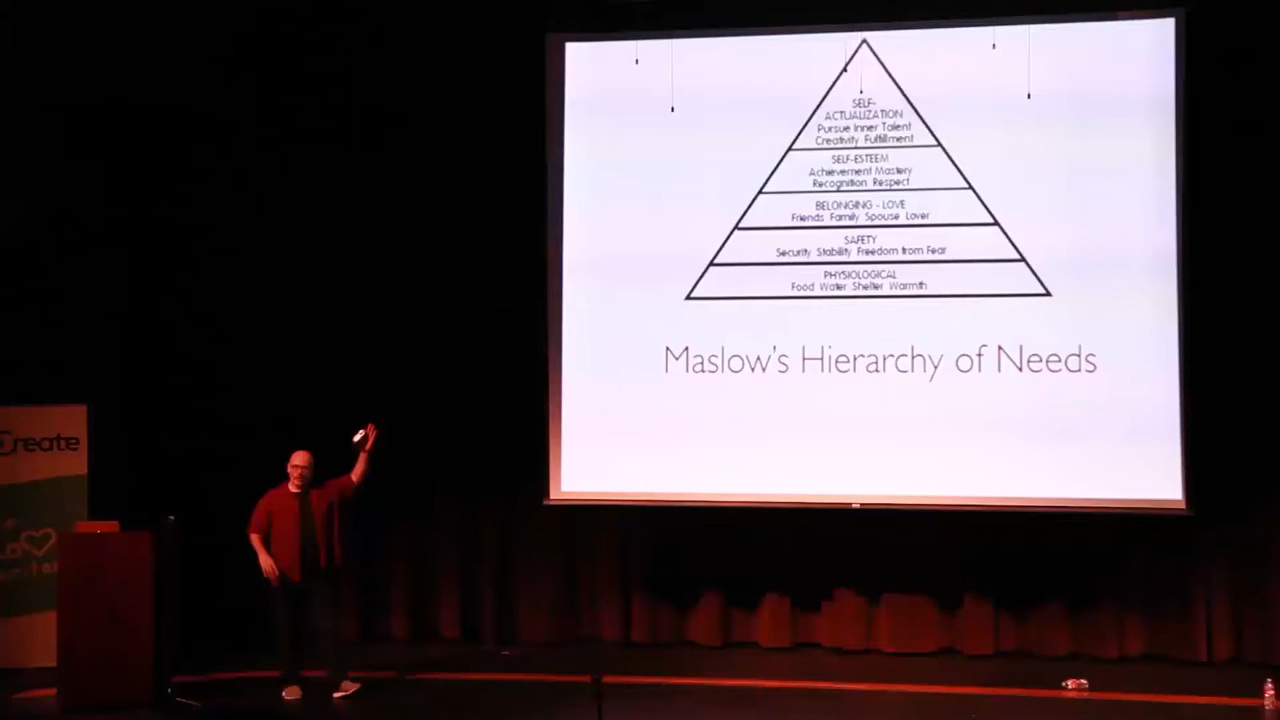 SELF-
ACTUALIZATION
Pursue Inner Talent
Creativity Fulfillment
SELF-ESTEEM
Achievement Mastery
Recognition Respect
BELONGING - LOVE
Friends Family Spouse Lover
SAFETY
Security Stability Freedom from Fear
PHYSIOLOGICAL
Food Water Shelter Warmth
Maslow's Hierarchy of Needs
Create